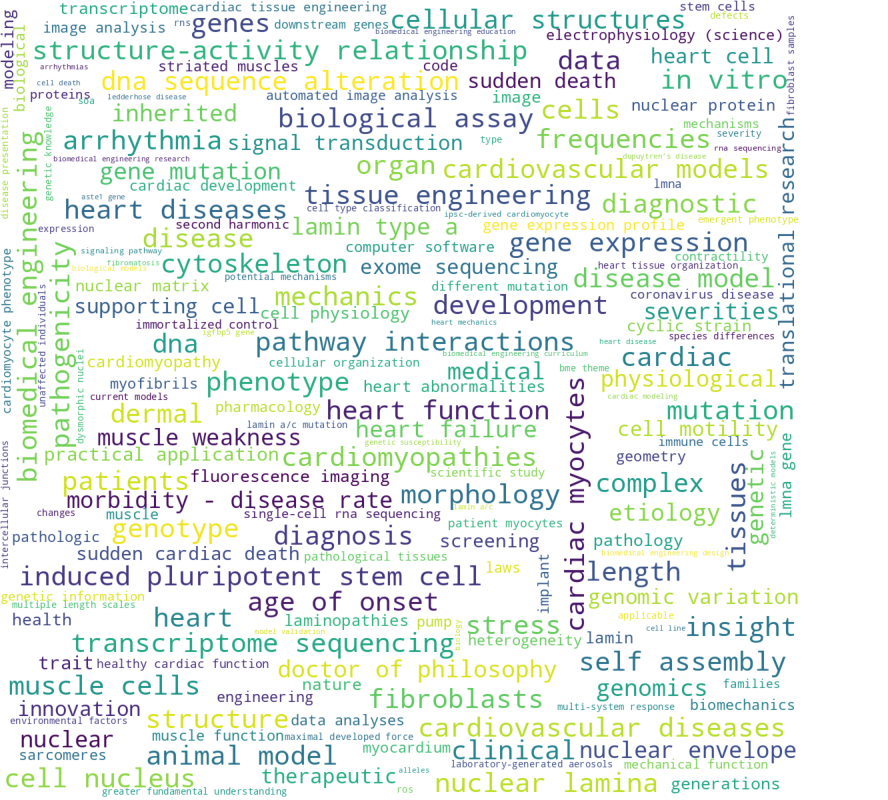 transcriptome
cardiac tissue engineering
stem cells
image analysis
rns
genes
downstream genes
cellular structures
defects
biomedical engineering education
electrophysiology (science)
modeling
biological
structure-activity relationship
data
heart cell
arrhythmias
striated muscles
code
cell death
dna sequence alteration
sudden death
in vitro
fibroblast samples
proteins
soa
ledderhose disease
automated image analysis
image
cells
nuclear protein
inherited
biological assay
mechanisms
disease presentation
genetic knowledge
arrhythmia
signal transduction
type
frequencies
severity
rna sequencing
biomedical engineering research
dupuytren's disease
gene mutation
organ
cardiovascular models
translational research
cardiac development
lmna
aste1 gene
tissue engineering
diagnostic
heart diseases
cell type classification
ipsc-derived cardiomyocyte
second harmonic
lamin type a
gene expression profile
emergent phenotype
expression
disease
computer software
gene expression
signaling pathway
contractility
fibromatosis
cytoskeleton
exome sequencing
heart tissue organization
biological models
potential mechanisms
disease model
nuclear matrix
different mutation
cardiomyocyte phenotype
biomedical engineering
unaffected individuals
pathogenicity
supporting cell
mechanics
development
coronavirus disease
cell physiology
severities
immortalized control
heart mechanics
cyclic strain
igfbp5 gene
species differences
dna
pathway interactions
heart disease
dysmorphic nuclei
biomedical engineering curriculum
cardiac
cardiomyopathy
cellular organization
medical
bme theme
myofibrils
phenotype
heart abnormalities
physiological
current models
cardiac modeling
dermal
pharmacology
heart function
cardiac myocytes
mutation
lamin a/c mutation
heart failure
cell motility
muscle weakness
genetic susceptibility
immune cells
practical application
cardiomyopathies
geometry
genetic
deterministic models
lmna gene
intercellular junctions
patients
fluorescence imaging
scientific study
tissues
morbidity - disease rate
morphology
complex
lamin a/c
changes
muscle
single-cell rna sequencing
etiology
genotype
patient myocytes
pathologic
diagnosis
screening
pathology
sudden cardiac death
pathological tissues
biomedical engineering design
implant
induced pluripotent stem cell
laws
length
genetic information
age of onset
genomic variation
multiple length scales
health
heart
laminopathies
pump
stress
applicable
insight
model validation
biology
cell line
transcriptome sequencing
heterogeneity
lamin
trait
healthy cardiac function
doctor of philosophy
self assembly
muscle cells
nature
genomics
families
engineering
fibroblasts
innovation
multi-system response
biomechanics
environmental factors
structure
data analyses
cardiovascular diseases
nuclear
muscle function
maximal developed force
sarcomeres
animal model
myocardium
clinical
nuclear envelope
laboratory-generated aerosols
mechanical function
cell nucleus
therapeutic
alleles
nuclear lamina
generations
greater fundamental understanding
ros